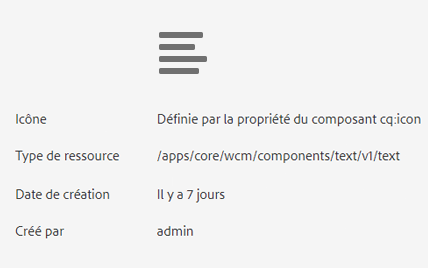 Icône Définie par la propriété du composant cq:icon
Type de ressource /apps/core/wcm/components/text/v1/text
Date de création Il y a 7 jours
Créé par admin